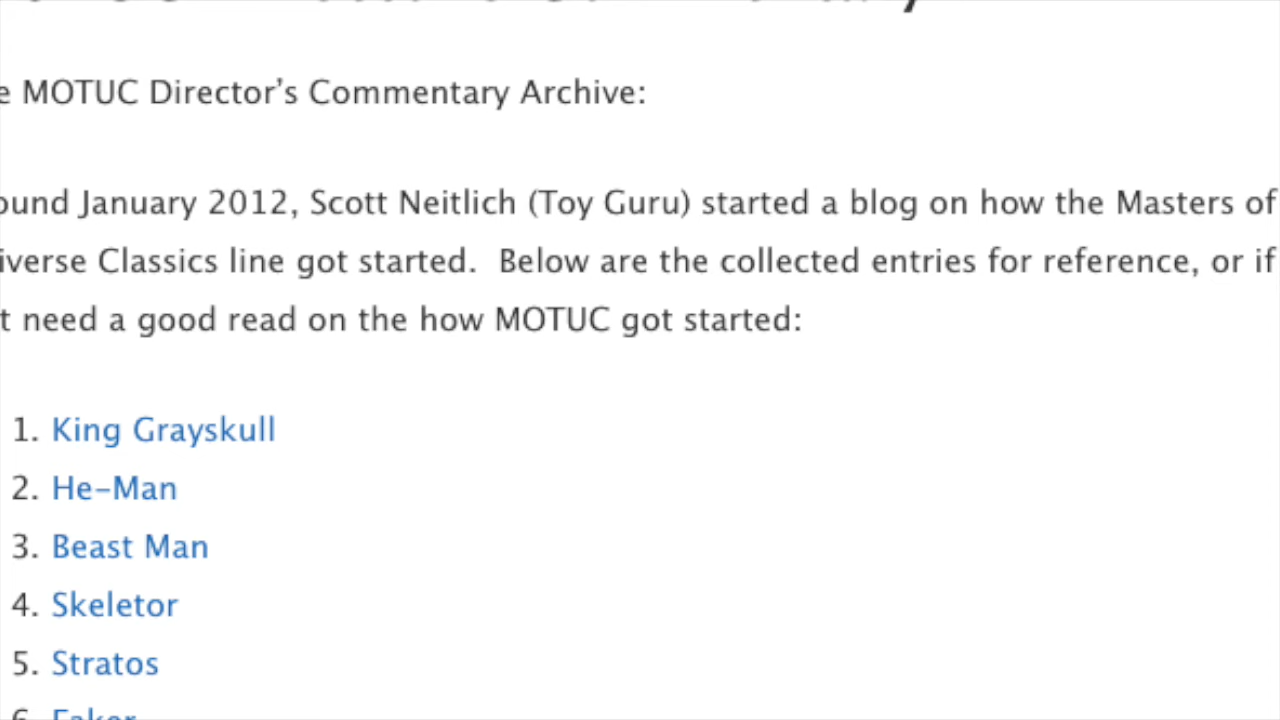 e MOTUC Director's Commentary Archive:
ound January 2012, Scott Neitlich (Toy Guru) started a blog on how the Masters of
iverse Classics line got started. Below are the collected entries for reference, or if
t need a good read on the how MOTUC got started:
1. King Grayskull
2. He-Man
3. Beast Man
4. Skeletor
5. Stratos
6. Faker